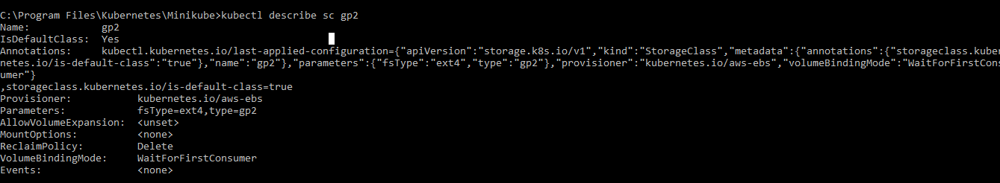 C:\Program Files\Kubernetes\Minikube>kubectl describe sc gp2
Name:            gp2
IsDefaultClass:  Yes
Annotations:     kubectl.kubernetes.io/last-applied-configuration={"apiVersion":"storage.k8s.io/v1","kind":"StorageClass","metadata":{"annotations":{"storageclass.kuber
netes.io/is-default-class":"true"},"name":"gp2"},"parameters":{"fsType":"ext4","type":"gp2"},"provisioner":"kubernetes.io/aws-ebs","volumeBindingMode":"WaitForFirstCons
umer"}
,storageclass.kubernetes.io/is-default-class=true
Provisioner:           kubernetes.io/aws-ebs
Parameters:            fsType=ext4,type=gp2
AllowVolumeExpansion:  <unset>
MountOptions:          <none>
ReclaimPolicy:         Delete
VolumeBindingMode:     WaitForFirstConsumer
Events:                <none>